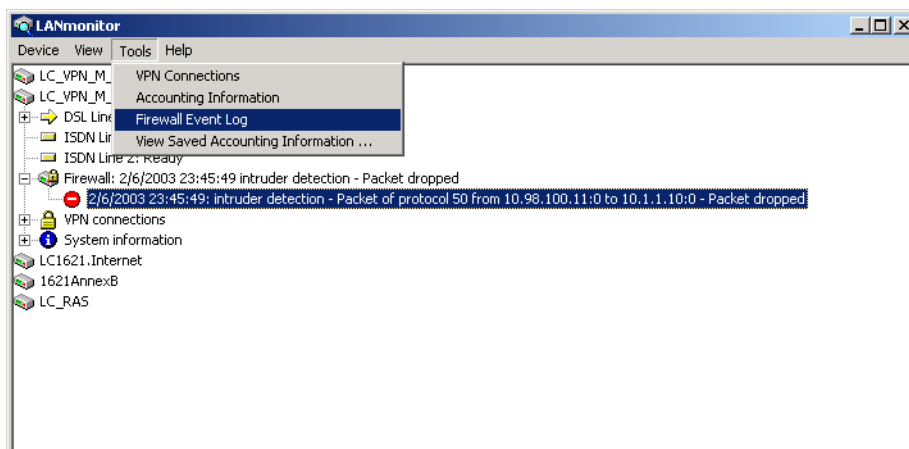 LANmonitor
Device View Tools Help
LC_VPN_M_
VPN Connections
LC_VPN_M_
Accounting Information
DSL Line
Firewall Event Log
ISDN Lin
View Saved Accounting Information ...
ISDN Line 2: Ready
Firewall: 2/6/2003 23:45:49 intruder detection - Packet dropped
2/6/2003 23:45:49: intruder detection - Packet of protocol 50 from 10.98.100.11:0 to 10.1.1.10:0 - Packet dropped
VPN connections
System information
LC1621.Internet
1621AnnexB
LC_RAS